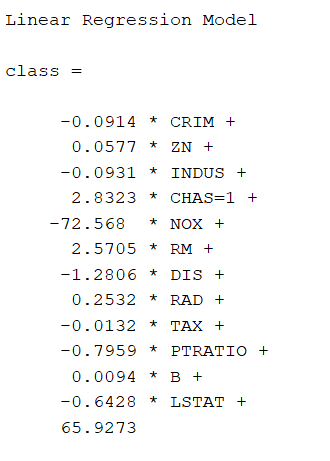 Linear Regression Model
class =
-0.0914 * CRIM +
0.0577 * ZN +
-0.0931 * INDUS +
2.8323 * CHAS=1 +
-72.568  * NOX +
2.5705 * RM +
-1.2806 * DIS +
0.2532 * RAD +
-0.0132 * TAX +
-0.7959 * PTRATIO +
0.0094 * B +
-0.6428 * LSTAT +
65.9273